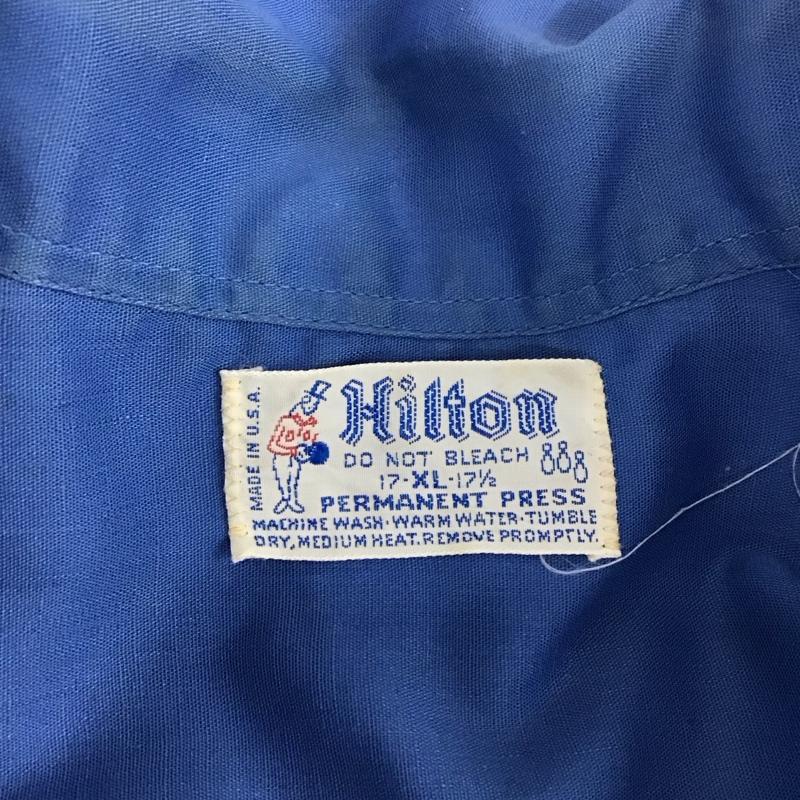 MADE IN U.S.A.
Hilton
DO NOT BLEACH
17-XL-17½
PERMANENT PRESS
MACHINE WASH·WARM WATER·TUMBLE
DRY, MEDIUM HEAT. REMOVE PROMPTLY.